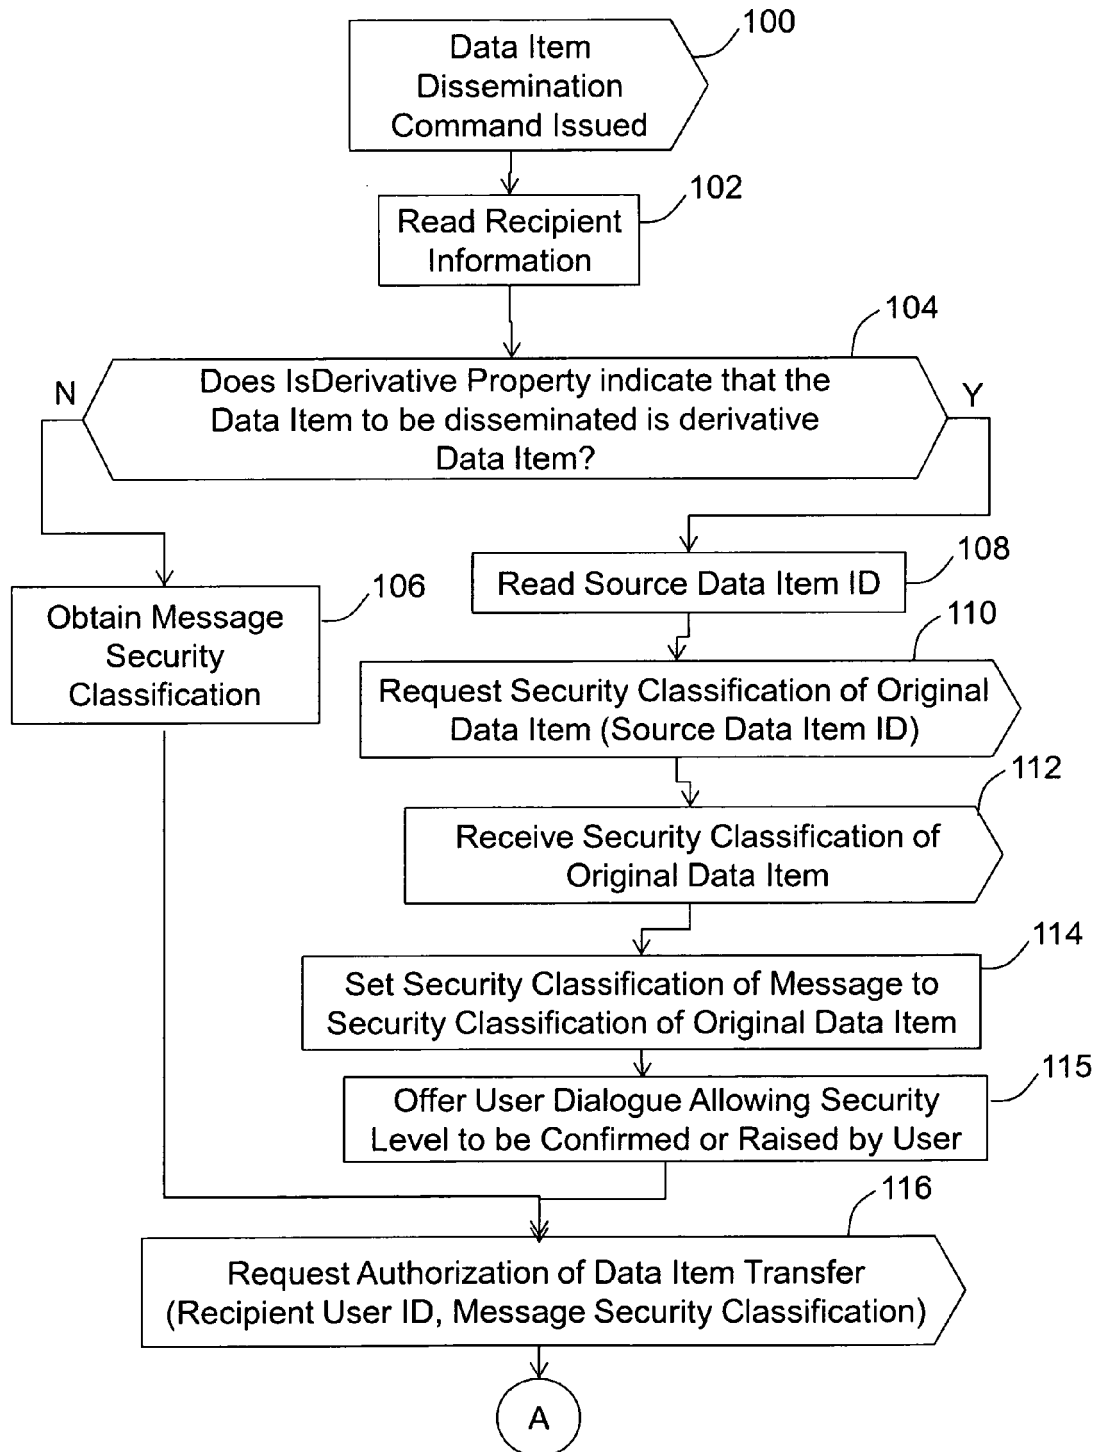 100
Data Item
Dissemination
Command Issued
102
Read Recipient
Information
104
N
Does IsDerivative Property indicate that the
Y
Data Item to be disseminated is derivative
Data Item?
108
Read Source Data Item ID
106
Obtain Message
Security
Classification
110
Request Security Classification of Original
Data Item (Source Data Item ID)
112
Receive Security Classification of
Original Data Item
114
Set Security Classification of Message to
Security Classification of Original Data Item
115
Offer User Dialogue Allowing Security
Level to be Confirmed or Raised by User
116
Request Authorization of Data Item Transfer
(Recipient User ID, Message Security Classification)
A